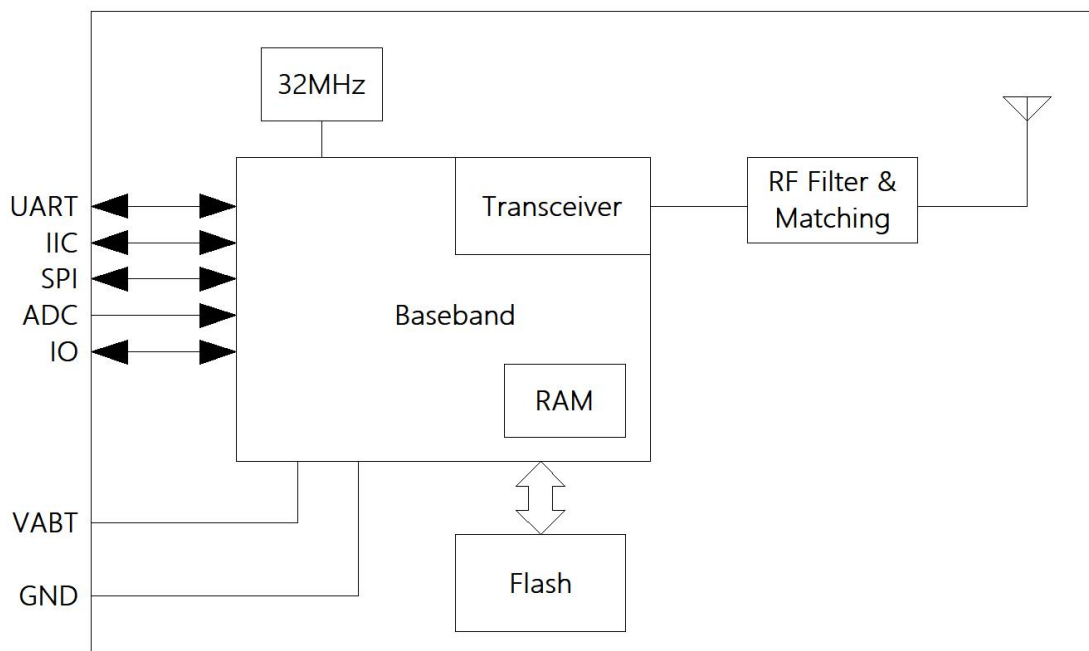 32MHz
UART
IIC
SPI
ADC
IO
Transceiver
RF Filter &
Matching
Baseband
RAM
VABT
GND
Flash